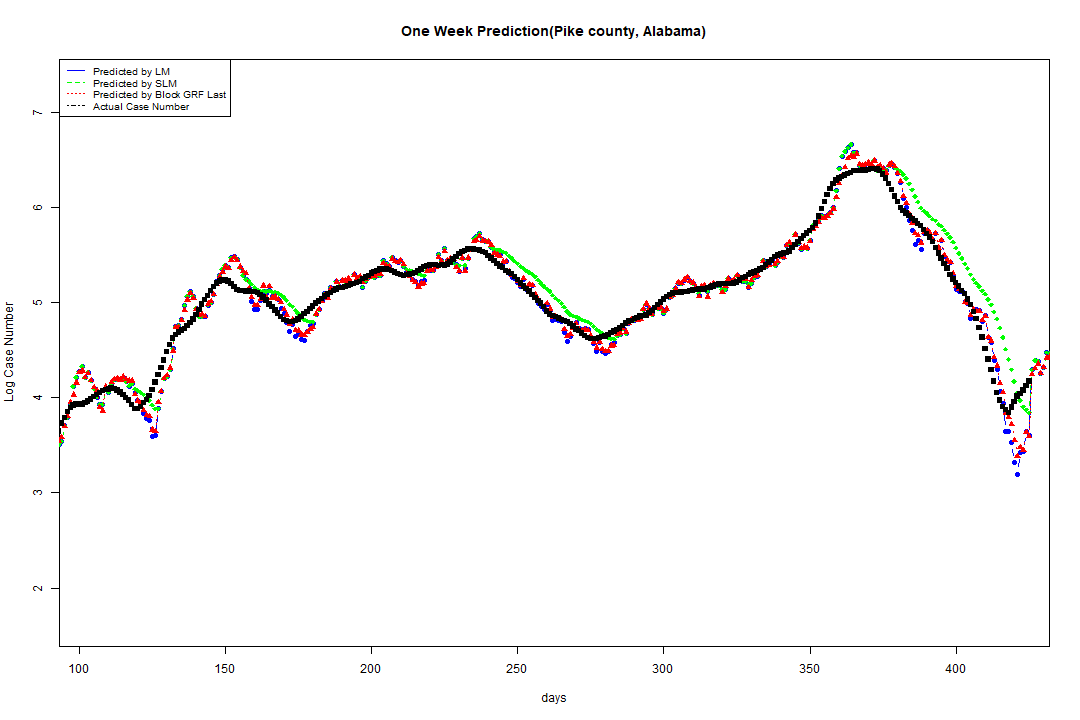 One Week Prediction(Pike county, Alabama)
Predicted by LM
Predicted by SLM
Predicted by Block GRF Last
Actual Case Number
Log Case Number
7
6
5
4
3
2
100 150 200 250 300 350 400
days